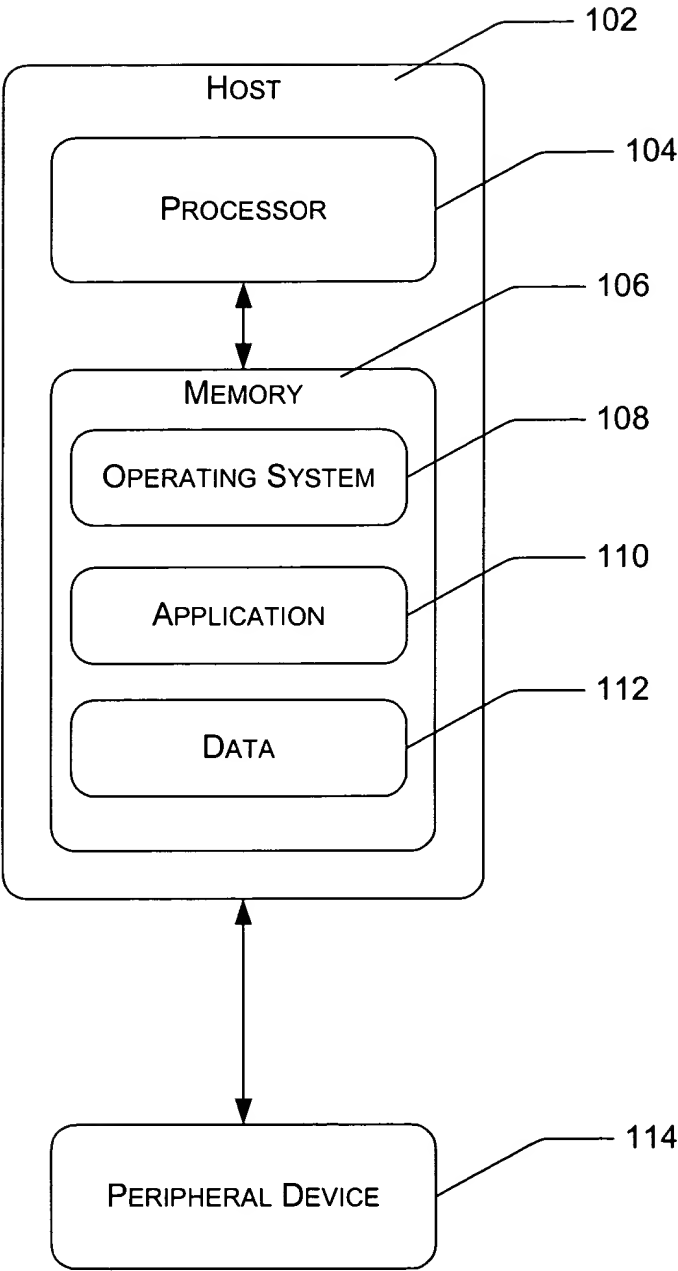 102
HOST
104
PROCESSOR
106
MEMORY
108
OPERATING SYSTEM
110
APPLICATION
112
DATA
114
PERIPHERAL DEVICE